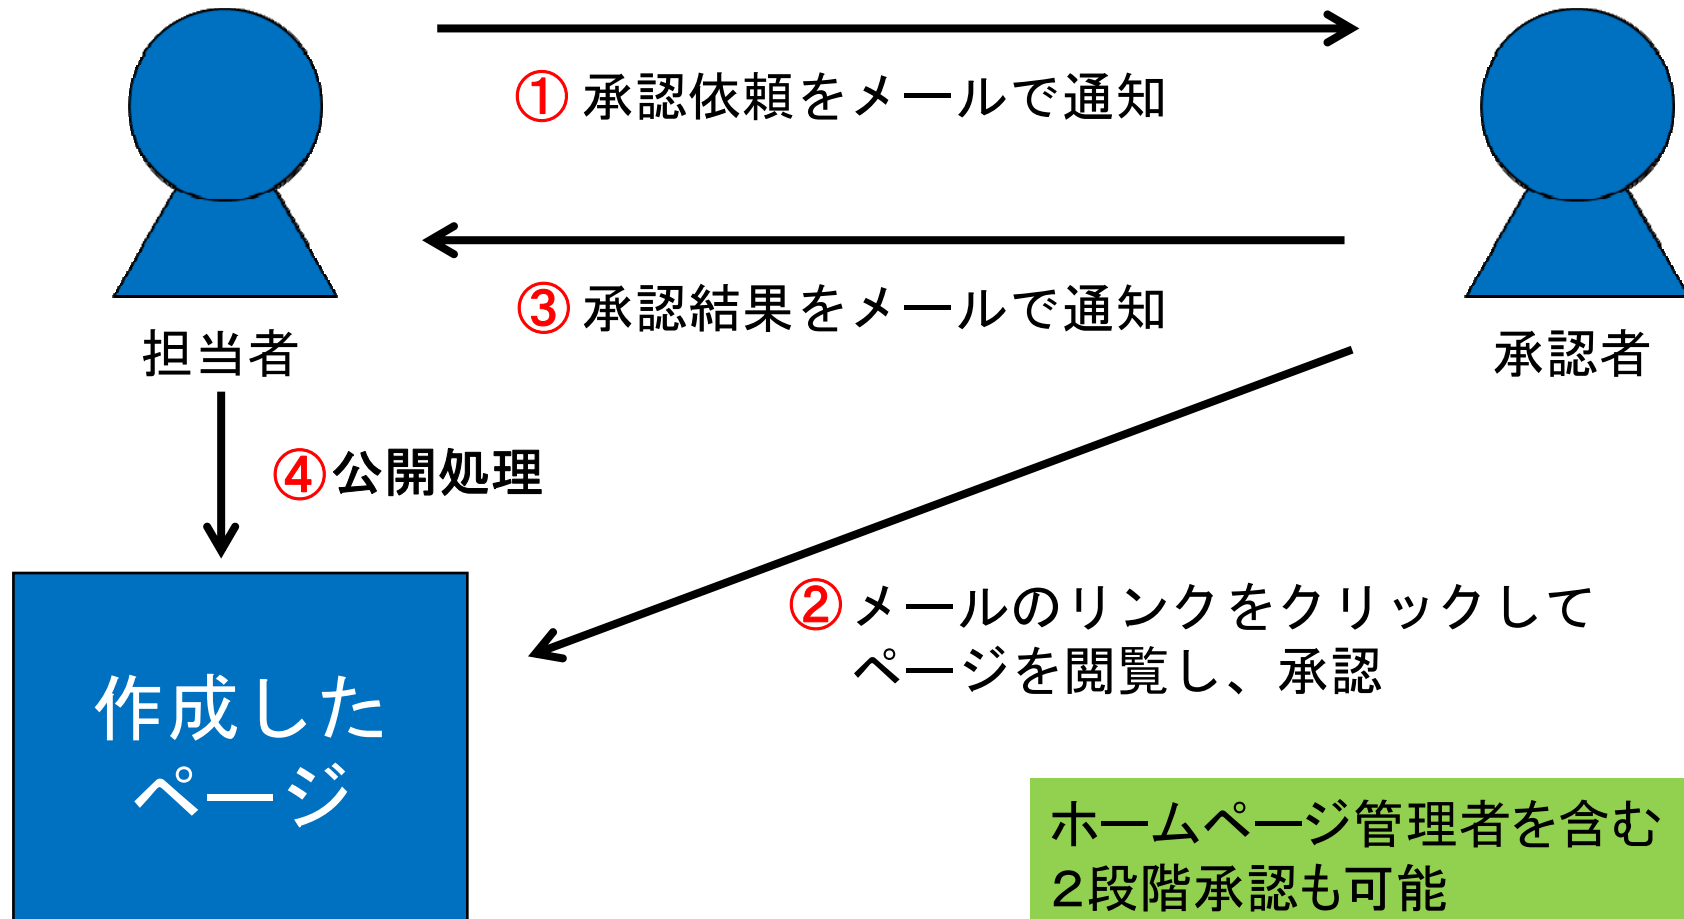 ①承認依頼をメールで通知
③承認結果をメールで通知
担当者
承認者
④公開処理
②メールのリンクをクリックして
ページを閲覧し、承認
作成した
ページ
ホームページ管理者を含む
２段階承認も可能